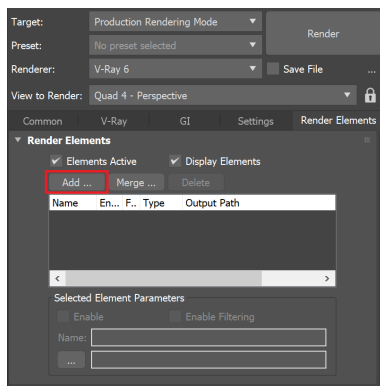 Target: Production Rendering Mode
Render
Preset: No preset selected
Renderer: V-Ray 6 Save File ...
View to Render: Quad 4 - Perspective
Common V-Ray GI Settings Render Elements
Render Elements
Elements Active Display Elements
Add ... Merge ... Delete
Name En... F.. Type Output Path
Selected Element Parameters
Enable Enable Filtering
Name:
...